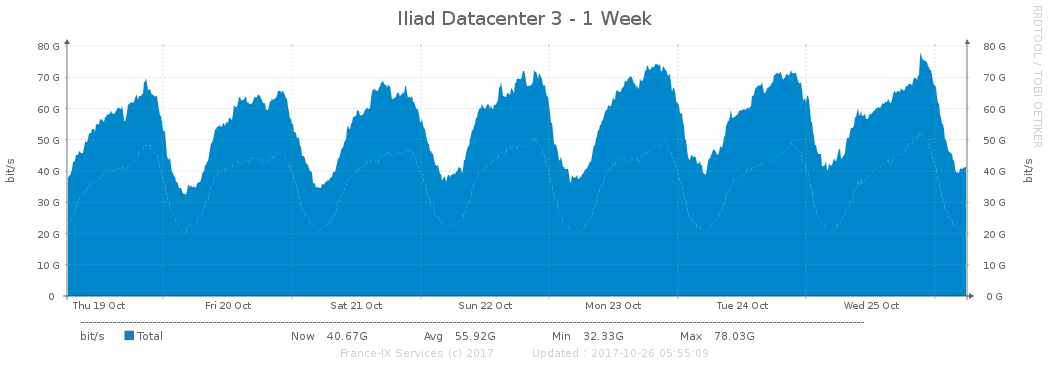 Iliad Datacenter 3 - 1 Week
RRDTOOL / TOBI OETIKER
80 G 80 G
70 G 70 G
60 G 60 G
50 G 50 G
40 G 40 G
30 G 30 G
20 G 20 G
10 G 10 G
0 0 G
bit/s
bit/s
Thu 19 Oct Fri 20 Oct Sat 21 Oct Sun 22 Oct Mon 23 Oct Tue 24 Oct Wed 25 Oct
bit/s Total Now 40.67G Avg 55.92G Min 32.33G Max 78.03G
France-IX Services (c) 2017 Updated : 2017-10-26 05:55:09